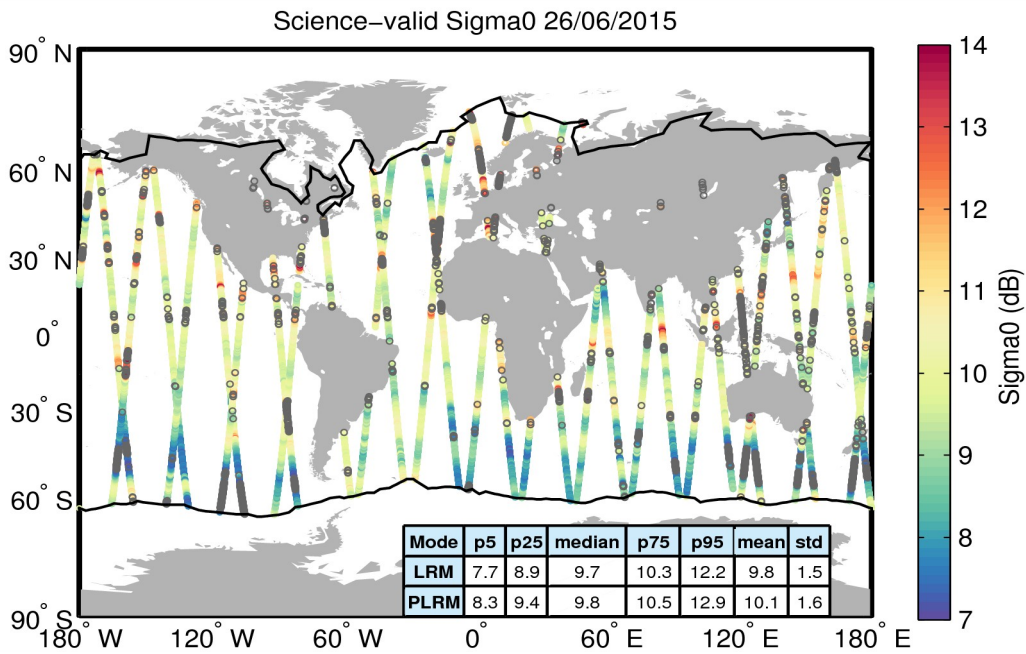 Science−valid Sigma0 26/06/2015
90° N
60° N
30° N
0°
30° S
60° S
90° S
180° W
120° W
60° W
0°
60° E
120° E
180° E
14
13
12
11
10
9
8
7
Sigma0 (dB)
Mode p5 p25 median p75 p95 mean std
LRM 7.7 8.9 9.7 10.3 12.2 9.8 1.5
PLRM 8.3 9.4 9.8 10.5 12.9 10.1 1.6